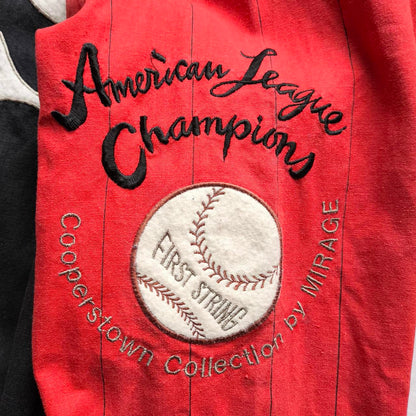 American League
Champions
FIRST STRING
Cooperstown Collection by MIRAGE